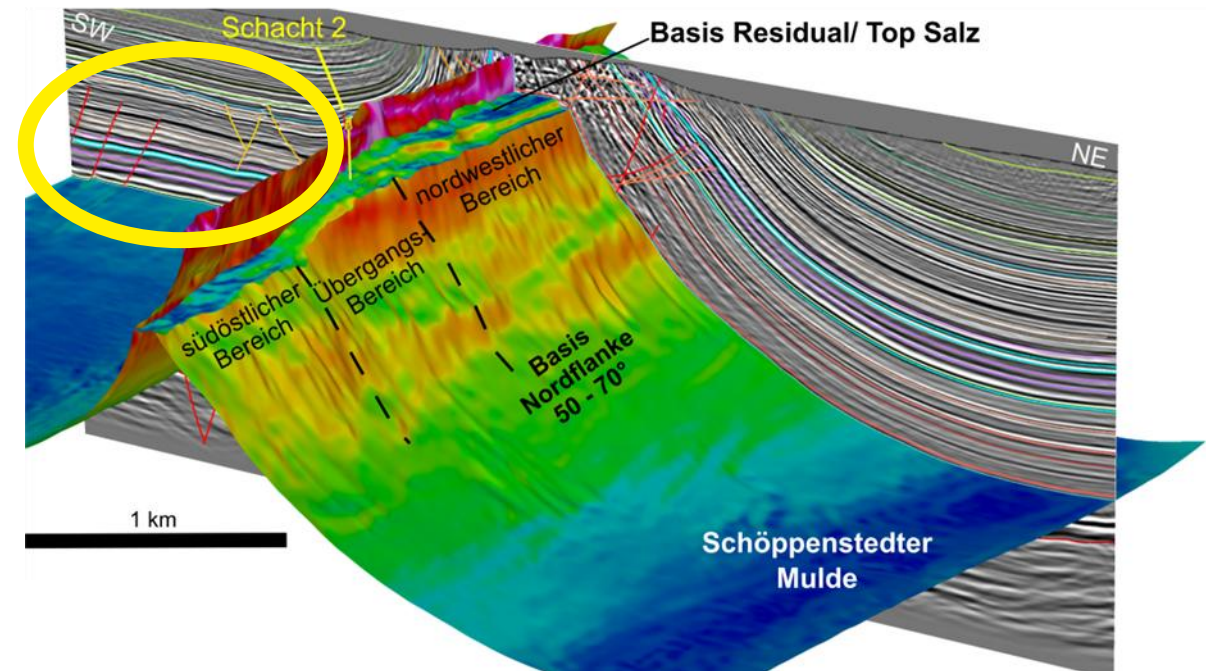 SW
Schacht 2
Basis Residual/ Top Salz
NE
nordwestlicher
Bereich
Übergangs-
Bereich
südöstlicher
Bereich
Basis
Nordflanke
50 - 70°
1 km
Schöppenstedter
Mulde